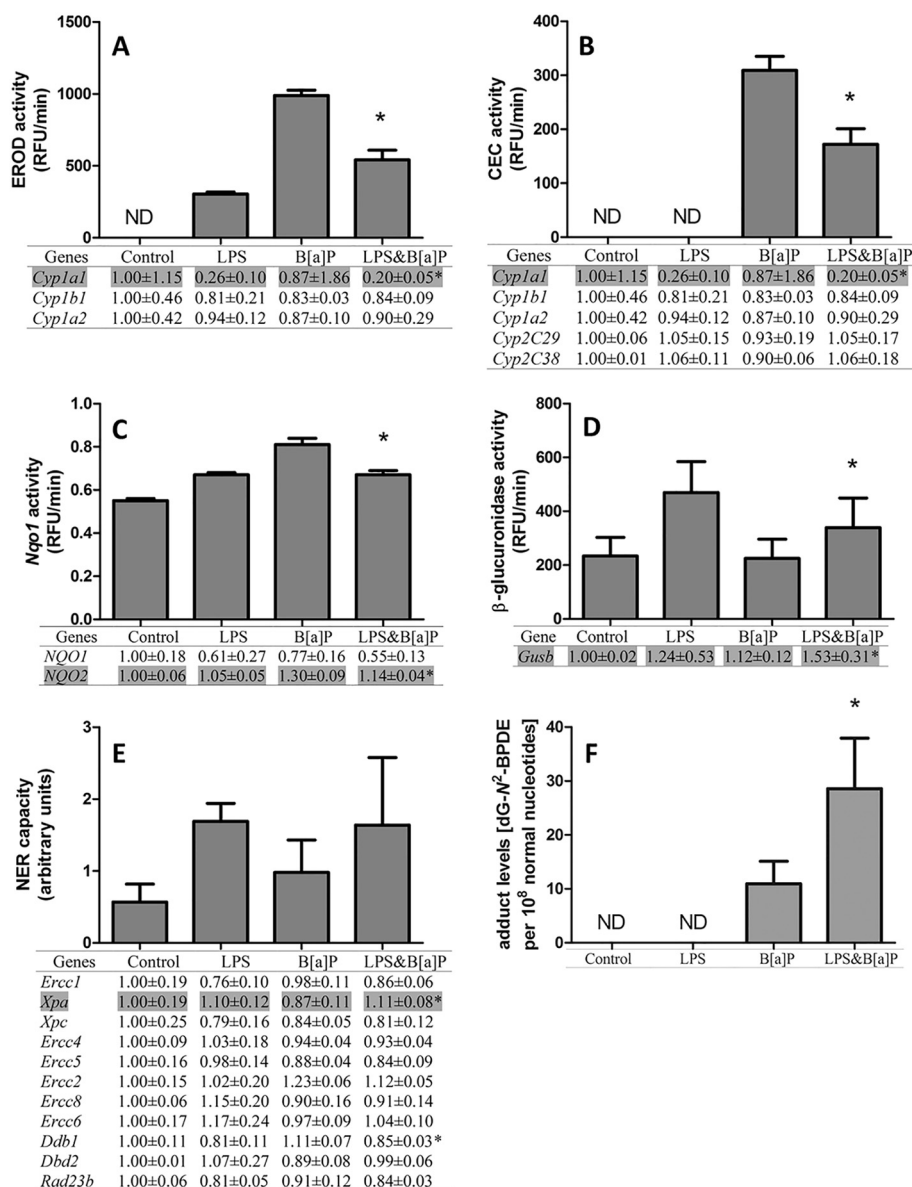 A
EROD activity
(RFU/min)
1500
1000
500
0
ND
*
Genes Control LPS B[a]P LPS&B[a]P
Cyp1a1 1.00±1.15 0.26±0.10 0.87±1.86 0.20±0.05*
Cyp1b1 1.00±0.46 0.81±0.21 0.83±0.03 0.84±0.09
Cyp1a2 1.00±0.42 0.94±0.12 0.87±0.10 0.90±0.29
B
CEC activity
(RFU/min)
400
300
200
100
0
ND ND
*
Genes Control LPS B[a]P LPS&B[a]P
Cyp1a1 1.00±1.15 0.26±0.10 0.87±1.86 0.20±0.05*
Cyp1b1 1.00±0.46 0.81±0.21 0.83±0.03 0.84±0.09
Cyp1a2 1.00±0.42 0.94±0.12 0.87±0.10 0.90±0.29
Cyp2C29 1.00±0.06 1.05±0.15 0.93±0.19 1.05±0.17
Cyp2C38 1.00±0.01 1.06±0.11 0.90±0.06 1.06±0.18
C
Nqo1 activity
(RFU/min)
1.0
0.8
0.6
0.4
0.2
0.0
*
Genes Control LPS B[a]P LPS&B[a]P
NQO1 1.00±0.18 0.61±0.27 0.77±0.16 0.55±0.13
NQO2 1.00±0.06 1.05±0.05 1.30±0.09 1.14±0.04*
D
β-glucuronidase activity
(RFU/min)
800
600
400
200
0
*
Gene Control LPS B[a]P LPS&B[a]P
Gusb 1.00±0.02 1.24±0.53 1.12±0.12 1.53±0.31*
E
NER capacity
(arbitrary units)
3
2
1
0
Genes Control LPS B[a]P LPS&B[a]P
Ercc1 1.00±0.19 0.76±0.10 0.98±0.11 0.86±0.06
Xpa 1.00±0.19 1.10±0.12 0.87±0.11 1.11±0.08*
Xpc 1.00±0.25 0.79±0.16 0.84±0.05 0.81±0.12
Ercc4 1.00±0.09 1.03±0.18 0.94±0.04 0.93±0.04
Ercc5 1.00±0.16 0.98±0.14 0.88±0.04 0.84±0.09
Ercc2 1.00±0.15 1.02±0.20 1.23±0.06 1.12±0.05
Ercc8 1.00±0.06 1.15±0.20 0.90±0.16 0.91±0.14
Ercc6 1.00±0.17 1.17±0.24 0.97±0.09 1.04±0.10
Ddb1 1.00±0.11 0.81±0.11 1.11±0.07 0.85±0.03*
Dbd2 1.00±0.01 1.07±0.27 0.89±0.08 0.99±0.06
Rad23b 1.00±0.06 0.81±0.05 0.91±0.12 0.84±0.03
F
adduct levels [dG-N²-BPDE
per 10⁸ normal nucleotides]
40
30
20
10
0
ND ND
*
Control LPS B[a]P LPS&B[a]P